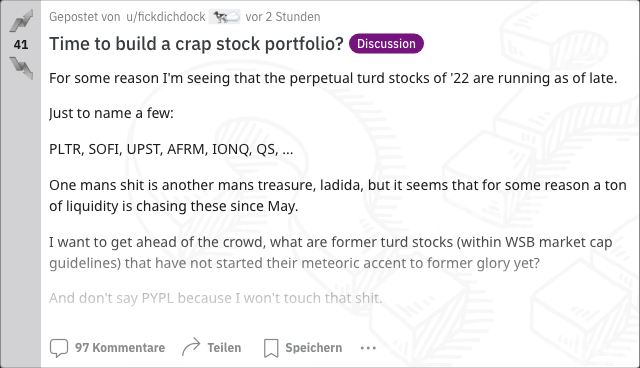 Gepostet von u/fickdichdock vor 2 Stunden
41
Time to build a crap stock portfolio? Discussion
For some reason I'm seeing that the perpetual turd stocks of '22 are running as of late.
Just to name a few:
PLTR, SOFI, UPST, AFRM, IONQ, QS, ...
One mans shit is another mans treasure, ladida, but it seems that for some reason a ton
of liquidity is chasing these since May.
I want to get ahead of the crowd, what are former turd stocks (within WSB market cap
guidelines) that have not started their meteoric accent to former glory yet?
And don't say PYPL because I won't touch that shit.
97 Kommentare Teilen Speichern ...